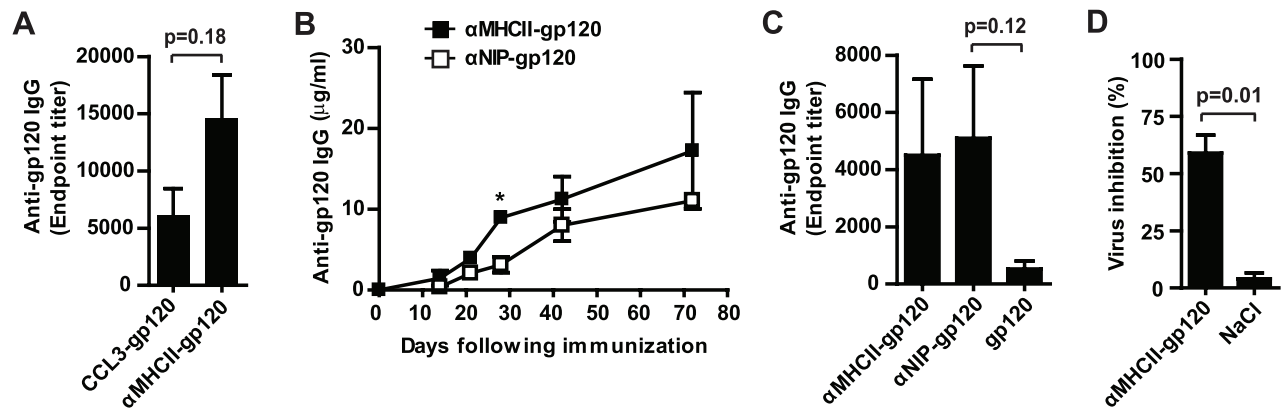 A
p=0.18
Anti-gp120 IgG
(Endpoint titer)
20000
15000
10000
5000
0
CCL3-gp120
αMHCII-gp120
B
αMHCII-gp120
αNIP-gp120
Anti-gp120 IgG (µg/ml)
30
20
10
0
*
0 10 20 30 40 50 60 70 80
Days following immunization
C
p=0.12
Anti-gp120 IgG
(Endpoint titer)
8000
6000
4000
2000
0
αMHCII-gp120
αNIP-gp120
gp120
D
p=0.01
Virus inhibition (%)
100
75
50
25
0
αMHCII-gp120
NaCl